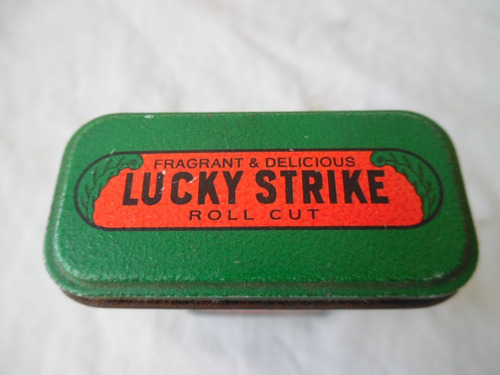 FRAGRANT & DELICIOUS
LUCKY STRIKE
ROLL CUT